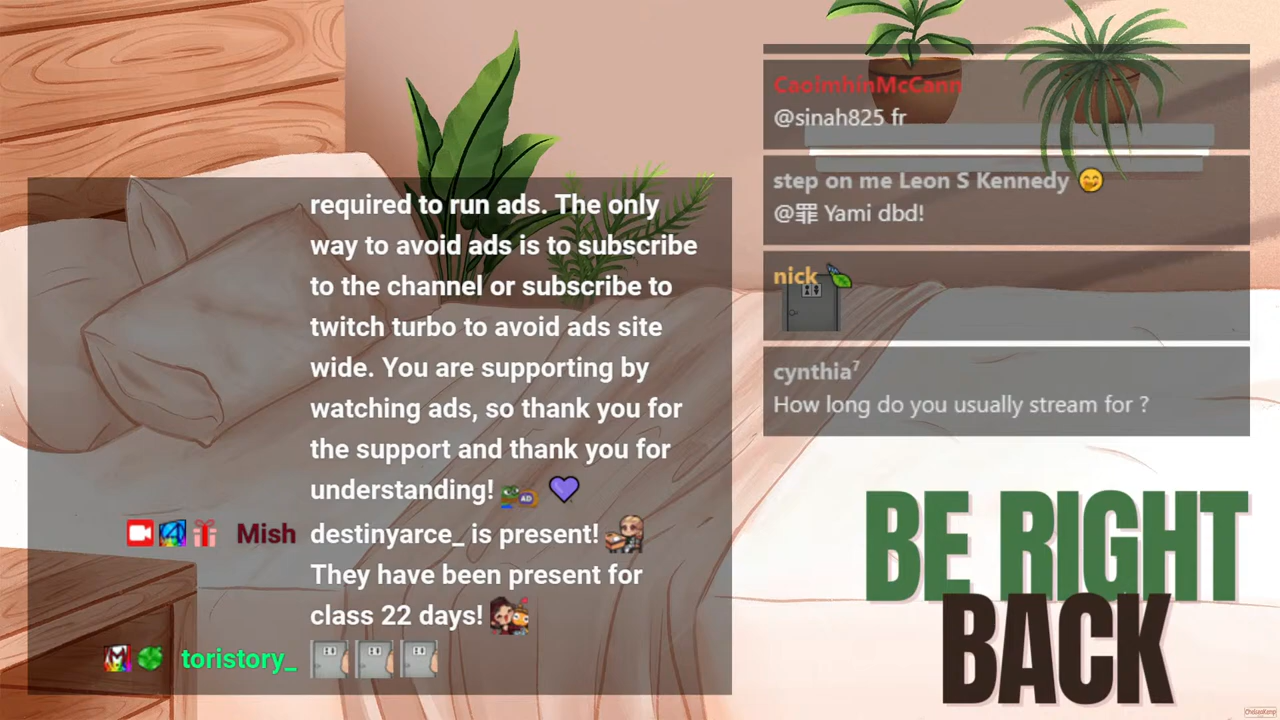 required to run ads. The only
way to avoid ads is to subscribe
to the channel or subscribe to
twitch turbo to avoid ads site
wide. You are supporting by
watching ads, so thank you for
the support and thank you for
understanding!
Mish destinyarce_ is present!
They have been present for
class 22 days!
toristory_
CaoimhínMcCann
@sinah825 fr
step on me Leon S Kennedy 😋
@罪 Yami dbd!
nick
cynthia⁷
How long do you usually stream for ?
BE RIGHT
BACK